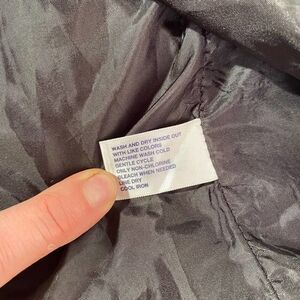 WASH AND DRY INSIDE OUT
WITH LIKE COLORS
MACHINE WASH COLD
GENTLE CYCLE
ONLY NON-CHLORINE
BLEACH WHEN NEEDED
LINE DRY
COOL IRON